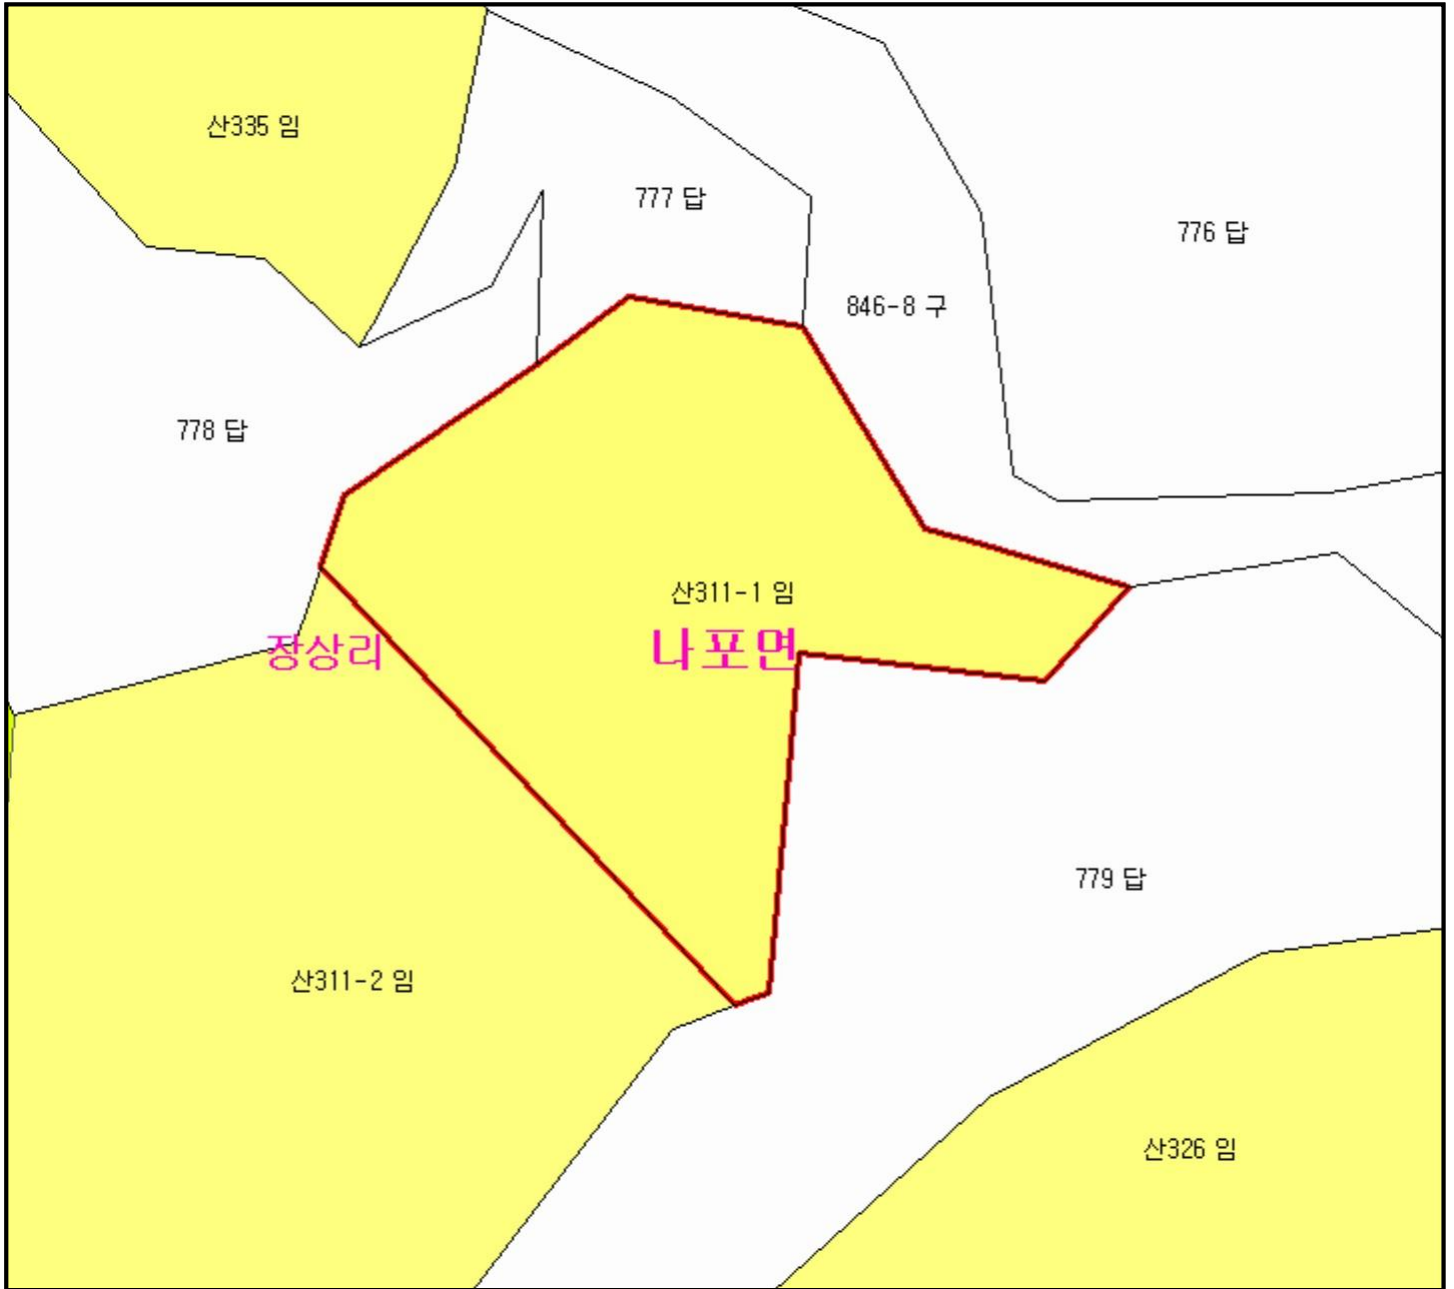 산335 임
777 답
776 답
846-8 구
778 답
산311-1 임
장상리
나포면
779 답
산311-2 임
산326 임